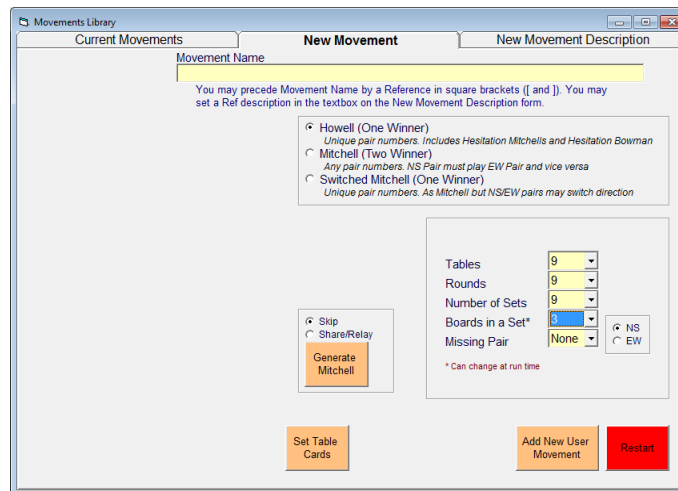 Movements Library
Current Movements
New Movement
New Movement Description
Movement Name
You may precede Movement Name by a Reference in square brackets ([ and ]). You may
set a Ref description in the textbox on the New Movement Description form.
Howell (One Winner)
Unique pair numbers. Includes Hesitation Mitchells and Hesitation Bowman
Mitchell (Two Winner)
Any pair numbers. NS Pair must play EW Pair and vice versa
Switched Mitchell (One Winner)
Unique pair numbers. As Mitchell but NS/EW pairs may switch direction
Tables 9
Rounds 9
Number of Sets 9
Boards in a Set* 3
Missing Pair None
NS
EW
* Can change at run time
Skip
Share/Relay
Generate
Mitchell
Set Table
Cards
Add New User
Movement
Restart